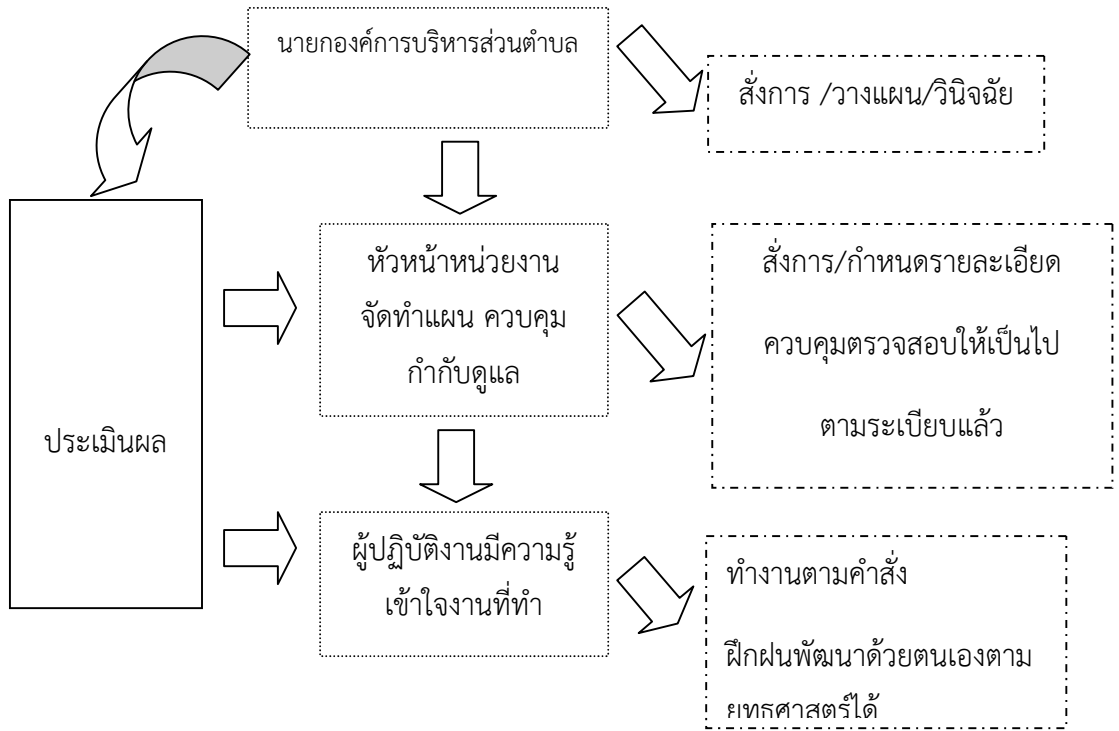 นายกองค์การบริหารส่วนตำบล
สั่งการ /วางแผน/วินิจฉัย
หัวหน้าหน่วยงาน
จัดทำแผน ควบคุม
กำกับดูแล
สั่งการ/กำหนดรายละเอียด
ควบคุมตรวจสอบให้เป็นไป
ตามระเบียบแล้ว
ประเมินผล
ผู้ปฏิบัติงานมีความรู้
เข้าใจงานที่ทำ
ทำงานตามคำสั่ง
ฝึกฝนพัฒนาด้วยตนเองตาม
ยุทธศาสตร์ได้